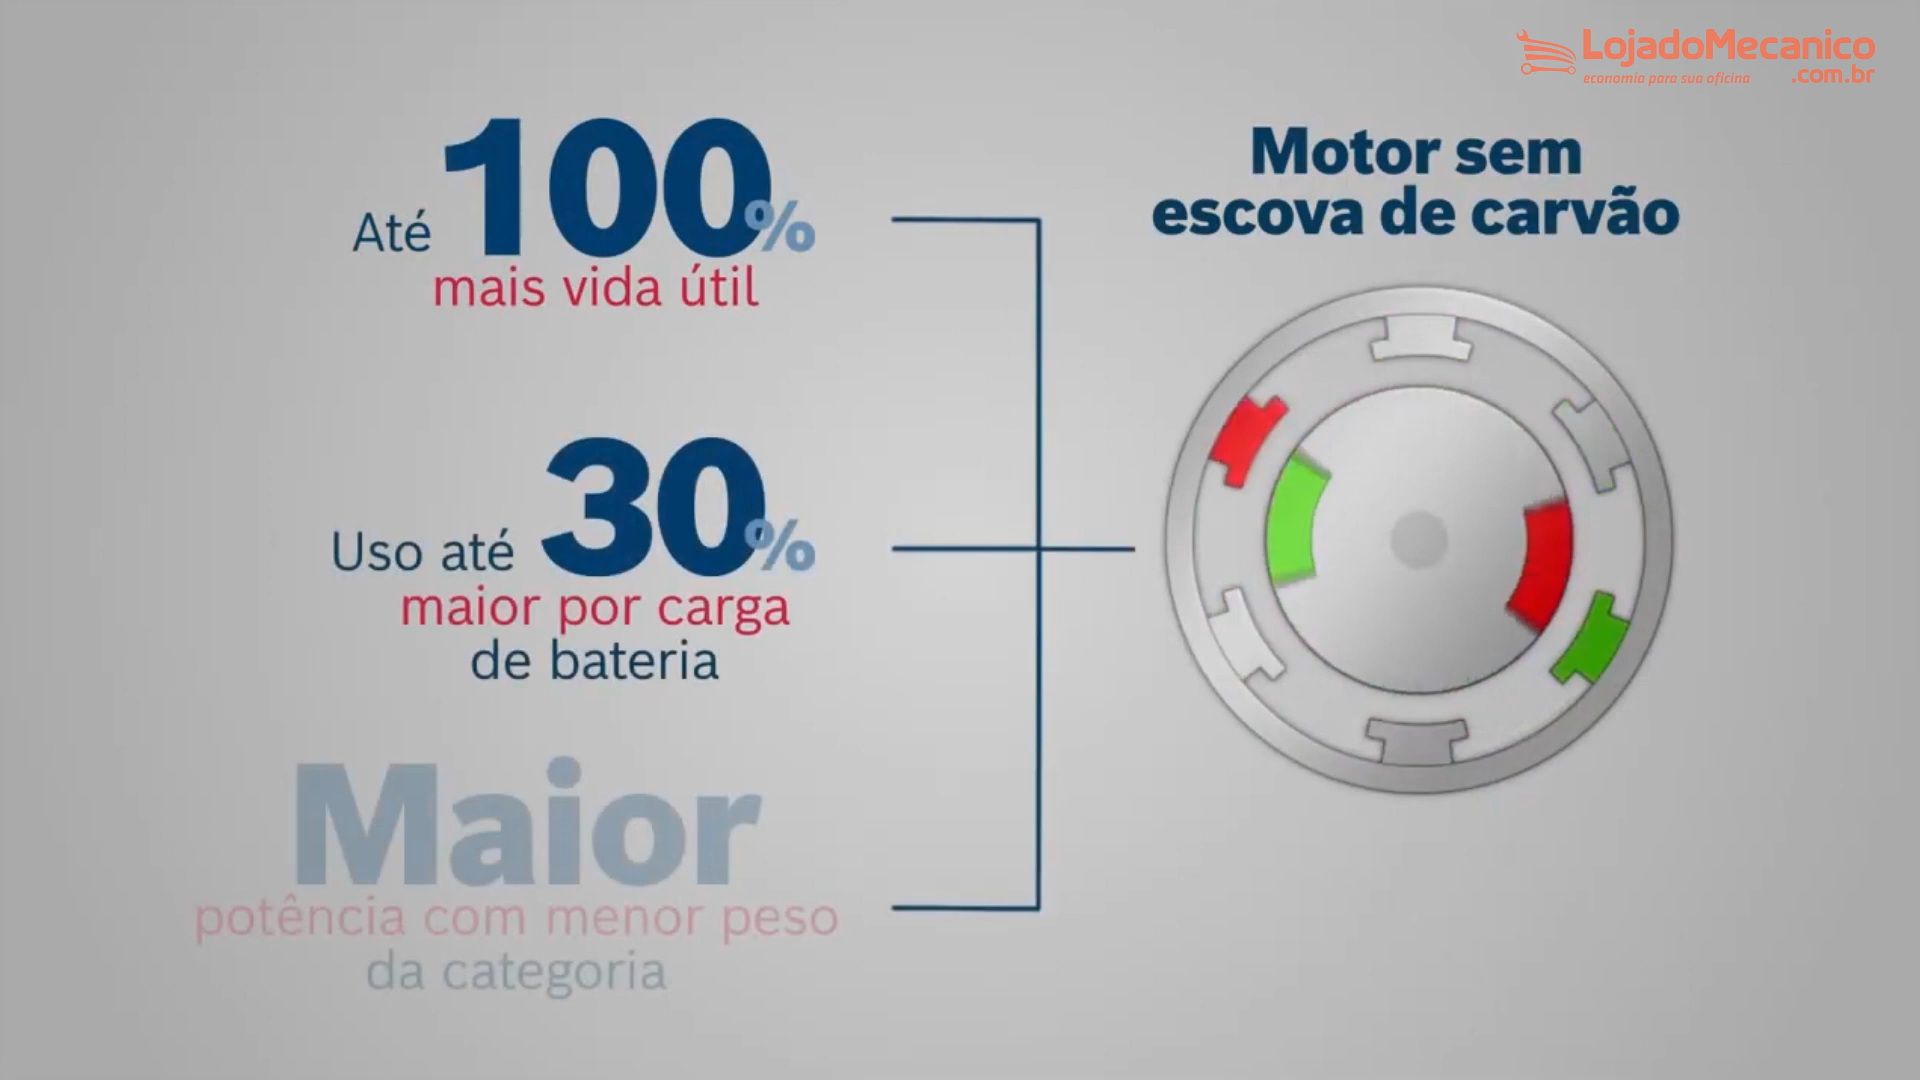 LojadoMecanico
economia para sua oficina
.com.br
Até 100%
mais vida útil
Uso até 30%
maior por carga
de bateria
Maior
potência com menor peso
da categoria
Motor sem
escova de carvão